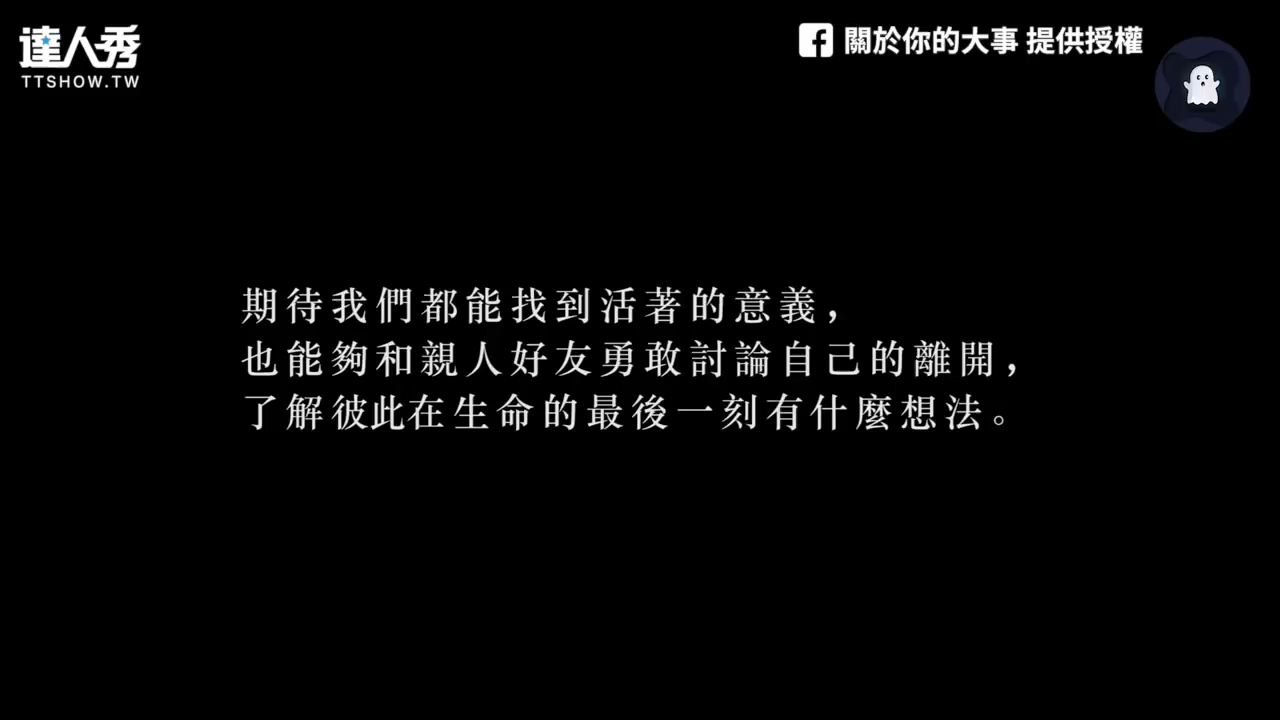 達人秀
TTSHOW.TW
關於你的大事 提供授權
期待我們都能找到活著的意義，
也能夠和親人好友勇敢討論自己的離開，
了解彼此在生命的最後一刻有什麼想法。